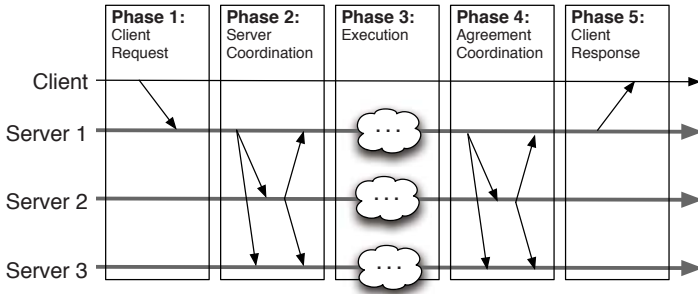 Phase 1:
Client
Request
Phase 2:
Server
Coordination
Phase 3:
Execution
Phase 4:
Agreement
Coordination
Phase 5:
Client
Response
Client
Server 1
...
Server 2
...
Server 3
...